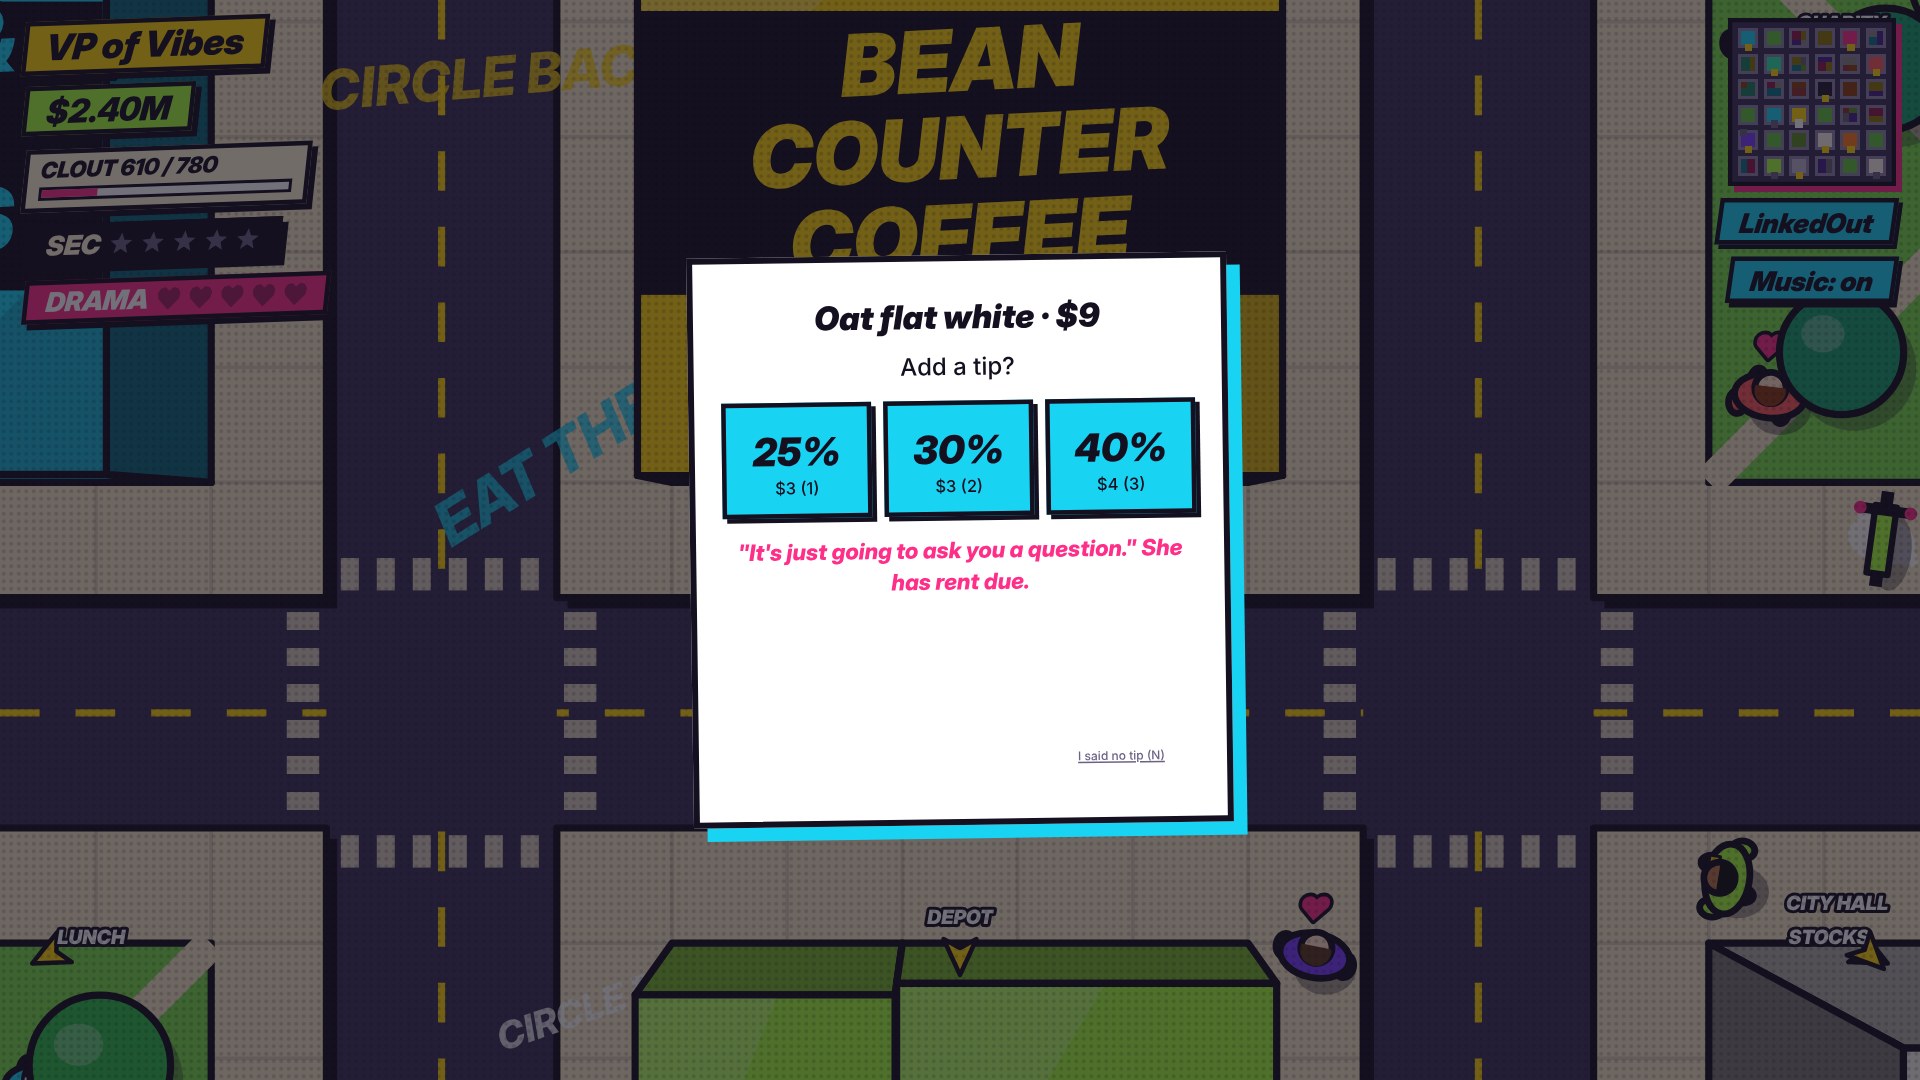 VP of Vibes
$2.40M
CLOUT 610 / 780
SEC
DRAMA
CIRCLE BAC
BEAN
COUNTER
COFFEE
EAT THE
LinkedOut
Music: on
Oat flat white · $9
Add a tip?
25%
$3 (1)
30%
$3 (2)
40%
$4 (3)
"It's just going to ask you a question." She
has rent due.
I said no tip (N)
LUNCH
DEPOT
CITY HALL
STOCKS
CIRCLE